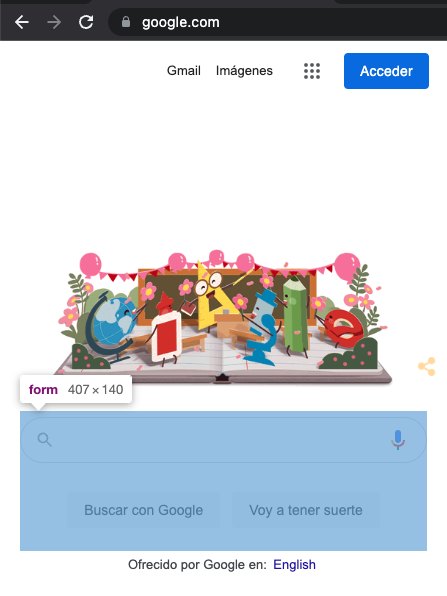 google.com
Gmail Imágenes Acceder
form 407 × 140
Buscar con Google Voy a tener suerte
Ofrecido por Google en: English